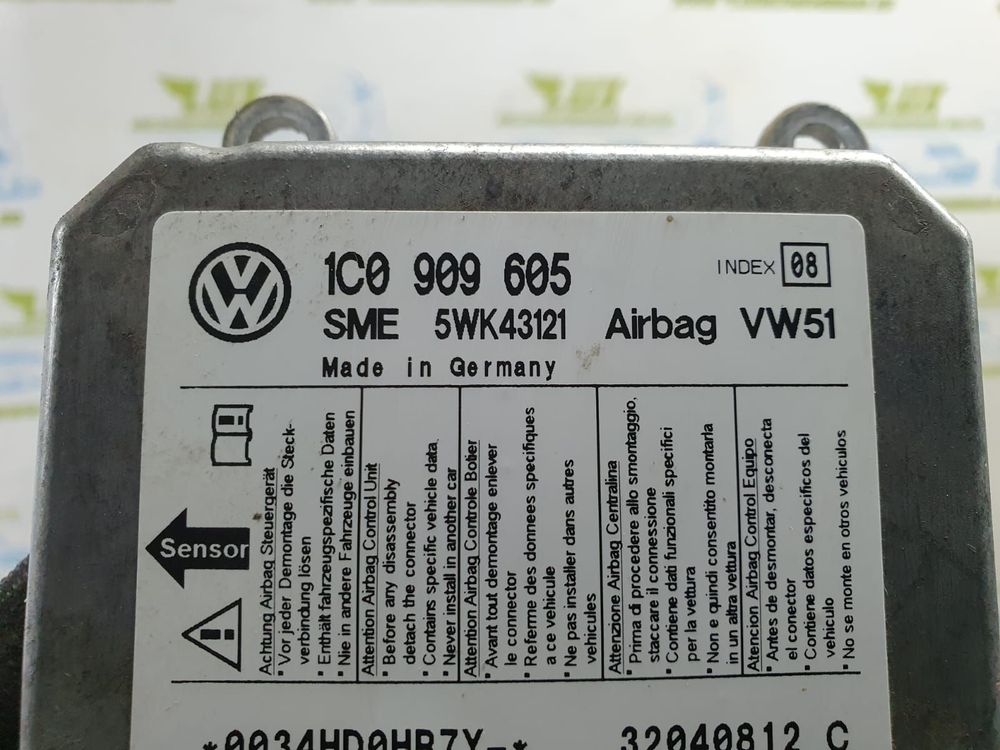 1C0 909 605
INDEX 08
SME 5WK43121 Airbag VW51
Made in Germany
Sensor
Achtung Airbag Steuergerät
• Vor jeder Demontage die Steck-
verbindung lösen
• Enthält fahrzeugspezifische Daten
• Nie in andere Fahrzeuge einbauen
Attention Airbag Control Unit
• Before any disassembly
detach the connector
• Contains specific vehicle data
• Never install in another car
Attention Airbag Controle Boîtier
• Avant tout demontage enlever
le connector
• Referme des donnees specifiques
a ce vehicule
• Ne pas installer dans autres
vehicules
Attenzione Airbag Centralina
• Prima di procedere allo smontaggio,
staccare il connessione
• Contiene dati funzionali specifici
per la vettura
• Non e quindi consentito montarla
in un altra vettura
Atencion Airbag Control Equipo
• Antes de desmontar, desconecta
el conector
• Contiene datos específicos del
vehiculo
• No se monte en otros vehiculos
*0034HD0HB7Y-*
32040812 C